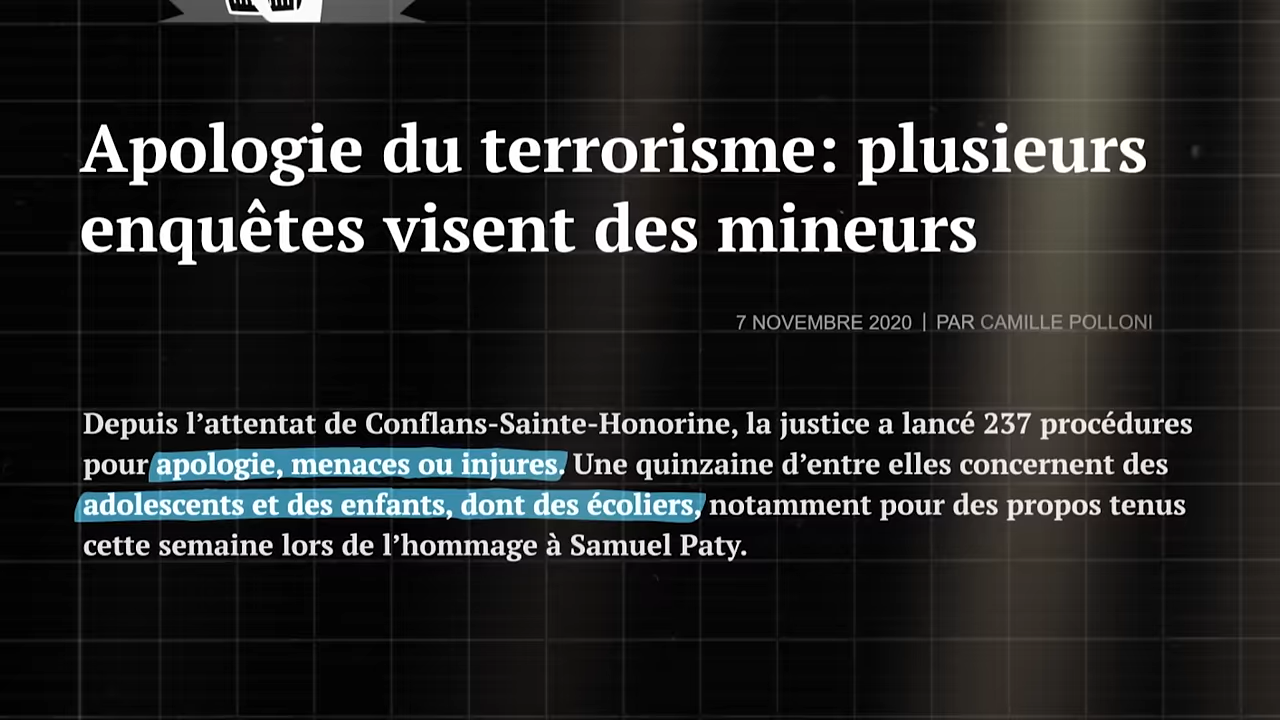 Apologie du terrorisme: plusieurs
enquêtes visent des mineurs
7 NOVEMBRE 2020 | PAR CAMILLE POLLONI
Depuis l’attentat de Conflans-Sainte-Honorine, la justice a lancé 237 procédures
pour apologie, menaces ou injures. Une quinzaine d’entre elles concernent des
adolescents et des enfants, dont des écoliers, notamment pour des propos tenus
cette semaine lors de l’hommage à Samuel Paty.